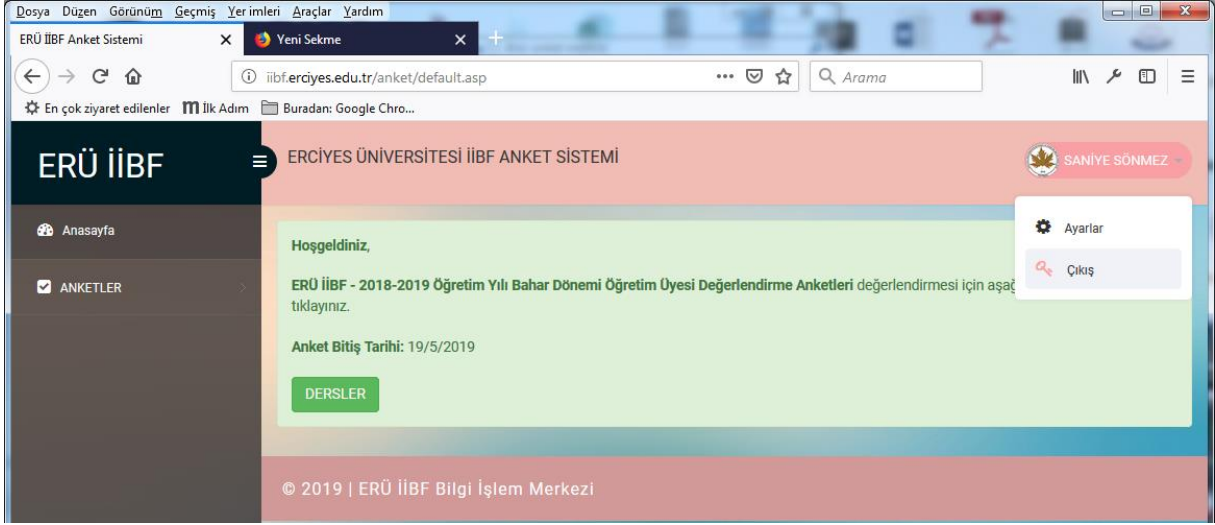 Dosya Düzen Görünüm Geçmiş Yer imleri Araçlar Yardım
ERÜ İİBF Anket Sistemi
Yeni Sekme
iibf.erciyes.edu.tr/anket/default.asp
Arama
En çok ziyaret edilenler İlk Adım Buradan: Google Chro...
ERÜ İİBF
ERCİYES ÜNİVERSİTESİ İİBF ANKET SİSTEMİ
SANİYE SÖNMEZ
Anasayfa
ANKETLER
Ayarlar
Çıkış
Hoşgeldiniz,
ERÜ İİBF - 2018-2019 Öğretim Yılı Bahar Dönemi Öğretim Üyesi Değerlendirme Anketleri değerlendirmesi için aşağ
tıklayınız.
Anket Bitiş Tarihi: 19/5/2019
DERSLER
© 2019 | ERÜ İİBF Bilgi İşlem Merkezi